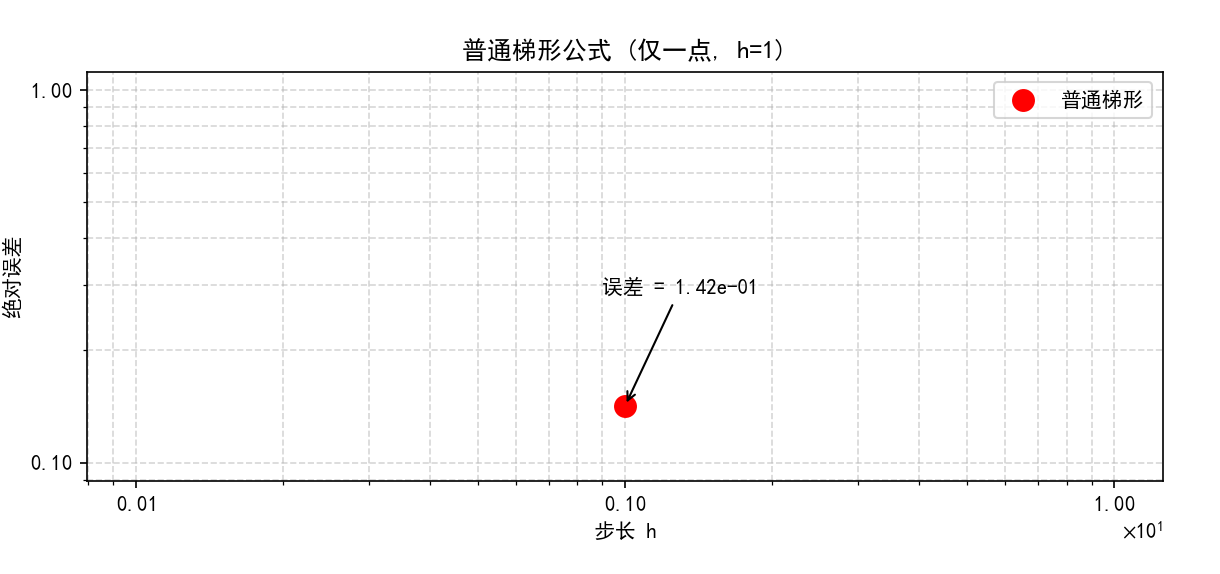 普通梯形公式 (仅一点, h=1)
1.00
普通梯形
绝对误差
误差 = 1.42e-01
0.10
0.01
0.10
1.00
步长 h
×10¹